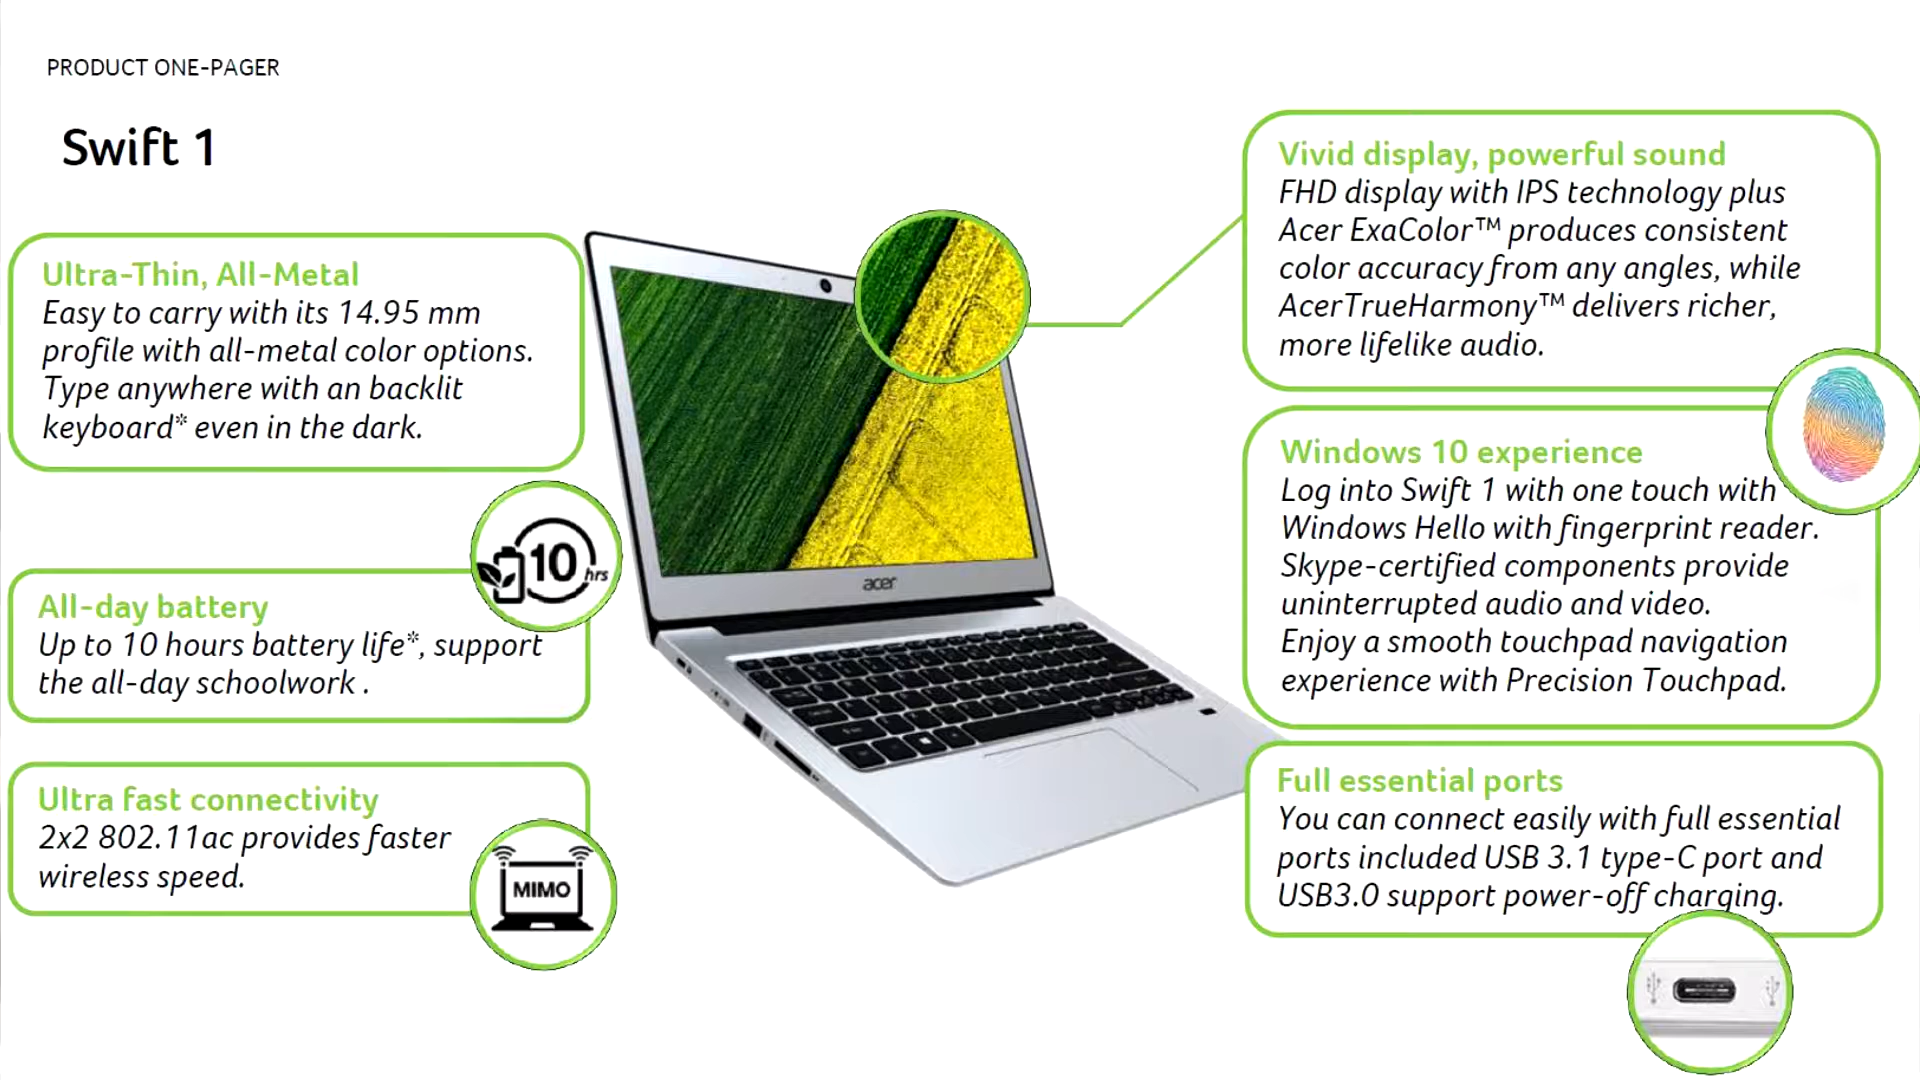 PRODUCT ONE-PAGER
Swift 1
Ultra-Thin, All-Metal
Easy to carry with its 14.95 mm
profile with all-metal color options.
Type anywhere with an backlit
keyboard* even in the dark.
10 hrs
All-day battery
Up to 10 hours battery life*, support
the all-day schoolwork .
Ultra fast connectivity
2x2 802.11ac provides faster
wireless speed.
MIMO
acer
Vivid display, powerful sound
FHD display with IPS technology plus
Acer ExaColor™ produces consistent
color accuracy from any angles, while
AcerTrueHarmony™ delivers richer,
more lifelike audio.
Windows 10 experience
Log into Swift 1 with one touch with
Windows Hello with fingerprint reader.
Skype-certified components provide
uninterrupted audio and video.
Enjoy a smooth touchpad navigation
experience with Precision Touchpad.
Full essential ports
You can connect easily with full essential
ports included USB 3.1 type-C port and
USB3.0 support power-off charging.